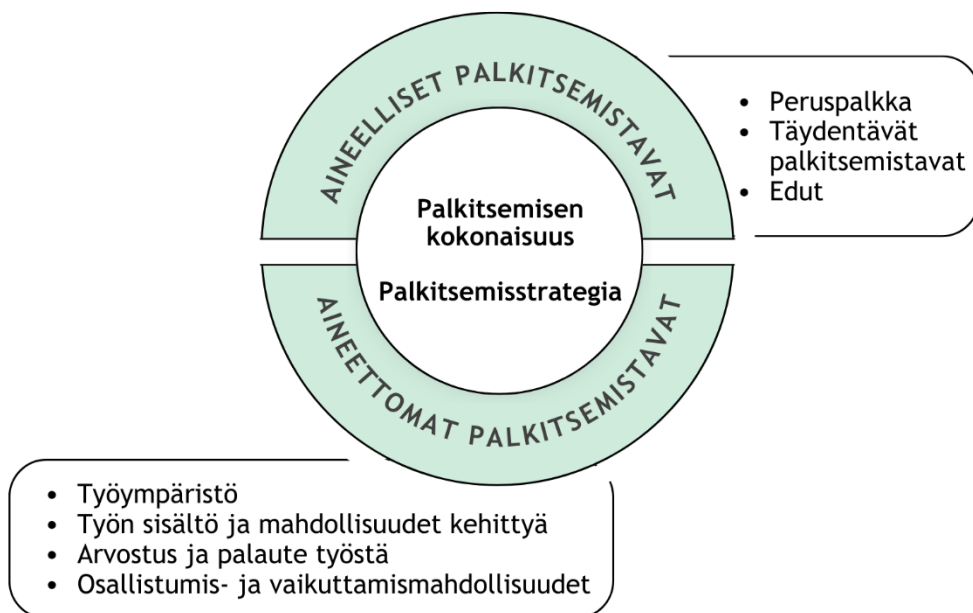 AINEELLISET PALKITSEMISTAVAT
• Peruspalkka
• Täydentävät
palkitsemistavat
• Edut
Palkitsemisen
kokonaisuus
Palkitsemisstrategia
AINEETTOMAT PALKITSEMISTAVAT
• Työympäristö
• Työn sisältö ja mahdollisuudet kehittyä
• Arvostus ja palaute työstä
• Osallistumis- ja vaikuttamismahdollisuudet